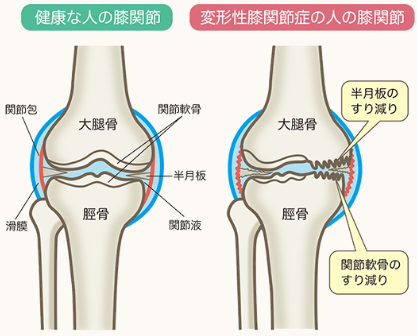 健康な人の膝関節
変形性膝関節症の人の膝関節
関節包
大腿骨
関節軟骨
半月板
脛骨
滑膜
関節液
大腿骨
脛骨
半月板の
すり減り
関節軟骨の
すり減り